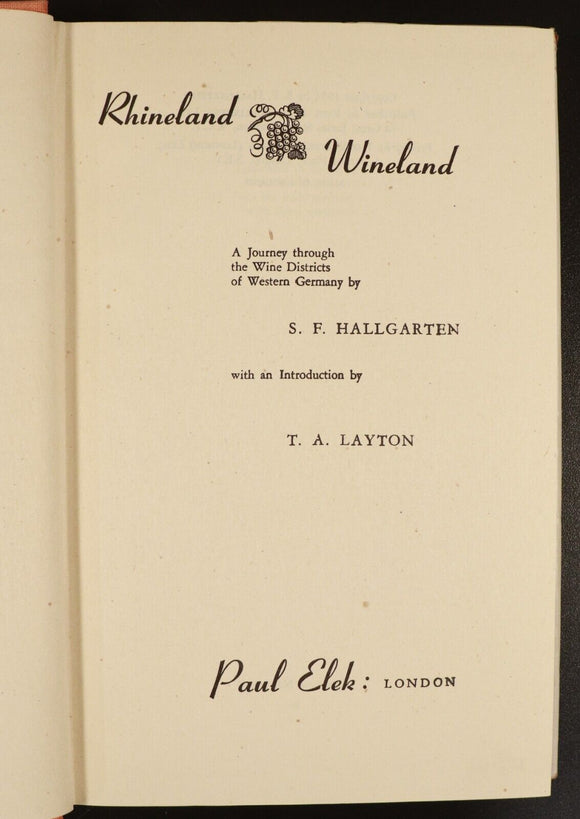 Rhineland
Wineland
A Journey through
the Wine Districts
of Western Germany by
S. F. HALLGARTEN
with an Introduction by
T. A. LAYTON
Paul Elek: LONDON